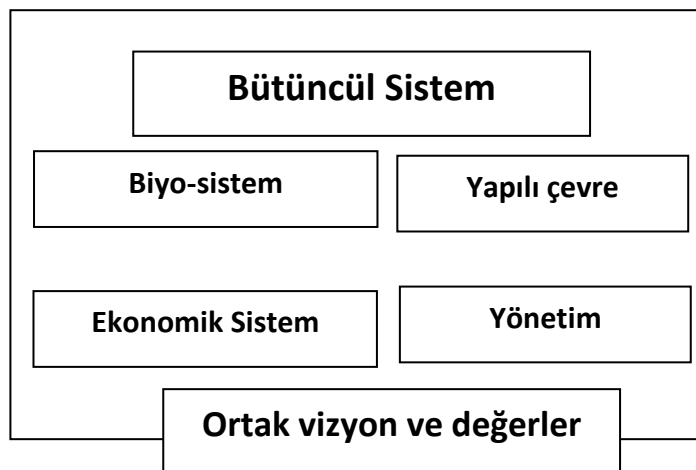 Bütüncül Sistem
Biyo-sistem
Yapılı çevre
Ekonomik Sistem
Yönetim
Ortak vizyon ve değerler